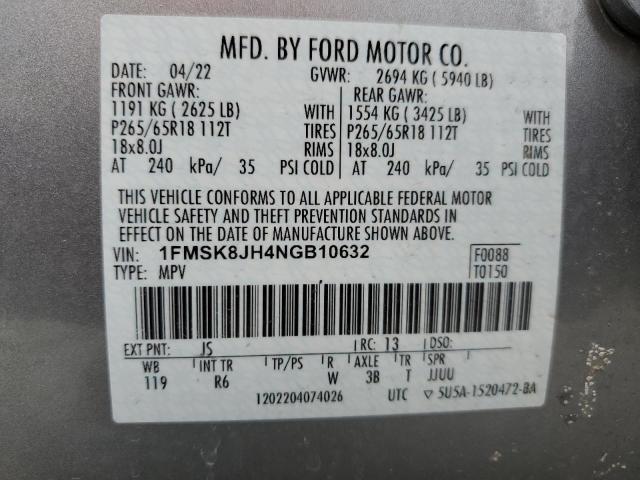 MFD. BY FORD MOTOR CO.
DATE: 04/22 GVWR: 2694 KG ( 5940 LB)
FRONT GAWR: REAR GAWR:
1191 KG ( 2625 LB) WITH 1554 KG ( 3425 LB) WITH
P265/65R18 112T TIRES P265/65R18 112T TIRES
18x8.0J RIMS 18x8.0J RIMS
AT 240 kPa/ 35 PSI COLD AT 240 kPa/ 35 PSI COLD
THIS VEHICLE CONFORMS TO ALL APPLICABLE FEDERAL MOTOR
VEHICLE SAFETY AND THEFT PREVENTION STANDARDS IN
EFFECT ON THE DATE OF MANUFACTURE SHOWN ABOVE.
VIN: 1FMSK8JH4NGB10632 F0088
TYPE: MPV T0150
EXT PNT: JS RC: 13 DSO:
WB INT TR TP/PS R AXLE TR SPR
119 R6 W 3B T JJUU
1202204074026 UTC ▽ 5U5A-1520472-BA